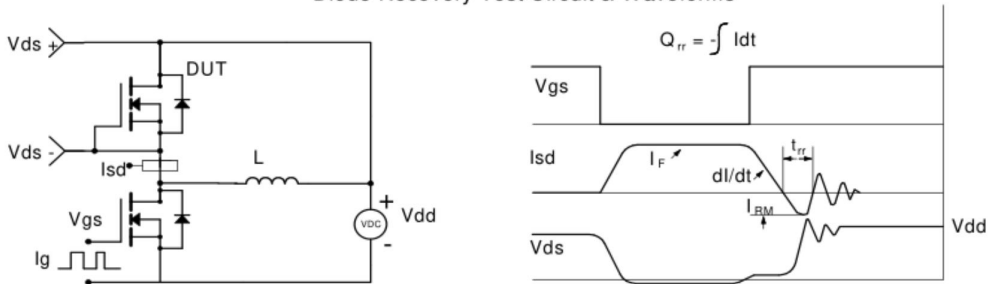 Diode Recovery Test Circuit & Waveforms
Vds +
DUT
Vds -
Isd
L
Vgs
Ig
VDC
+
-
Vdd
Q rr = -∫ Idt
Vgs
Isd
I F
dI/dt
t rr
I RM
Vds
Vdd